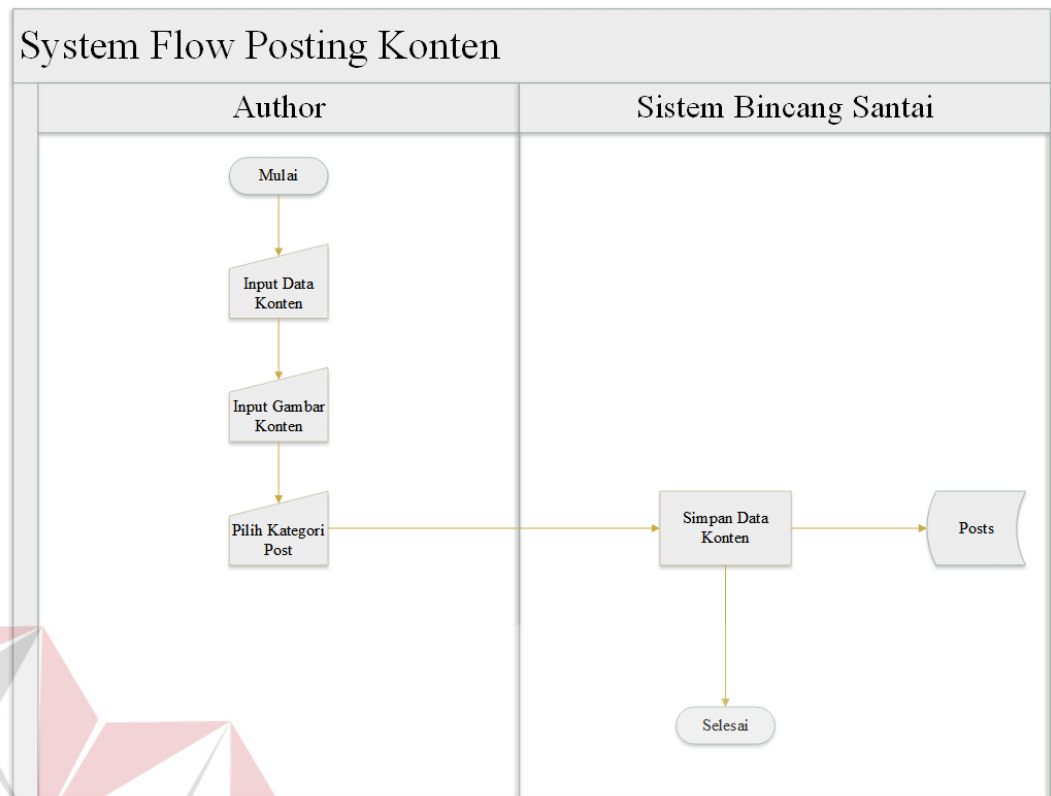 System Flow Posting Konten
Author
Sistem Bincang Santai
Mulai
Input Data
Konten
Input Gambar
Konten
Pilih Kategori
Post
Simpan Data
Konten
Posts
Selesai